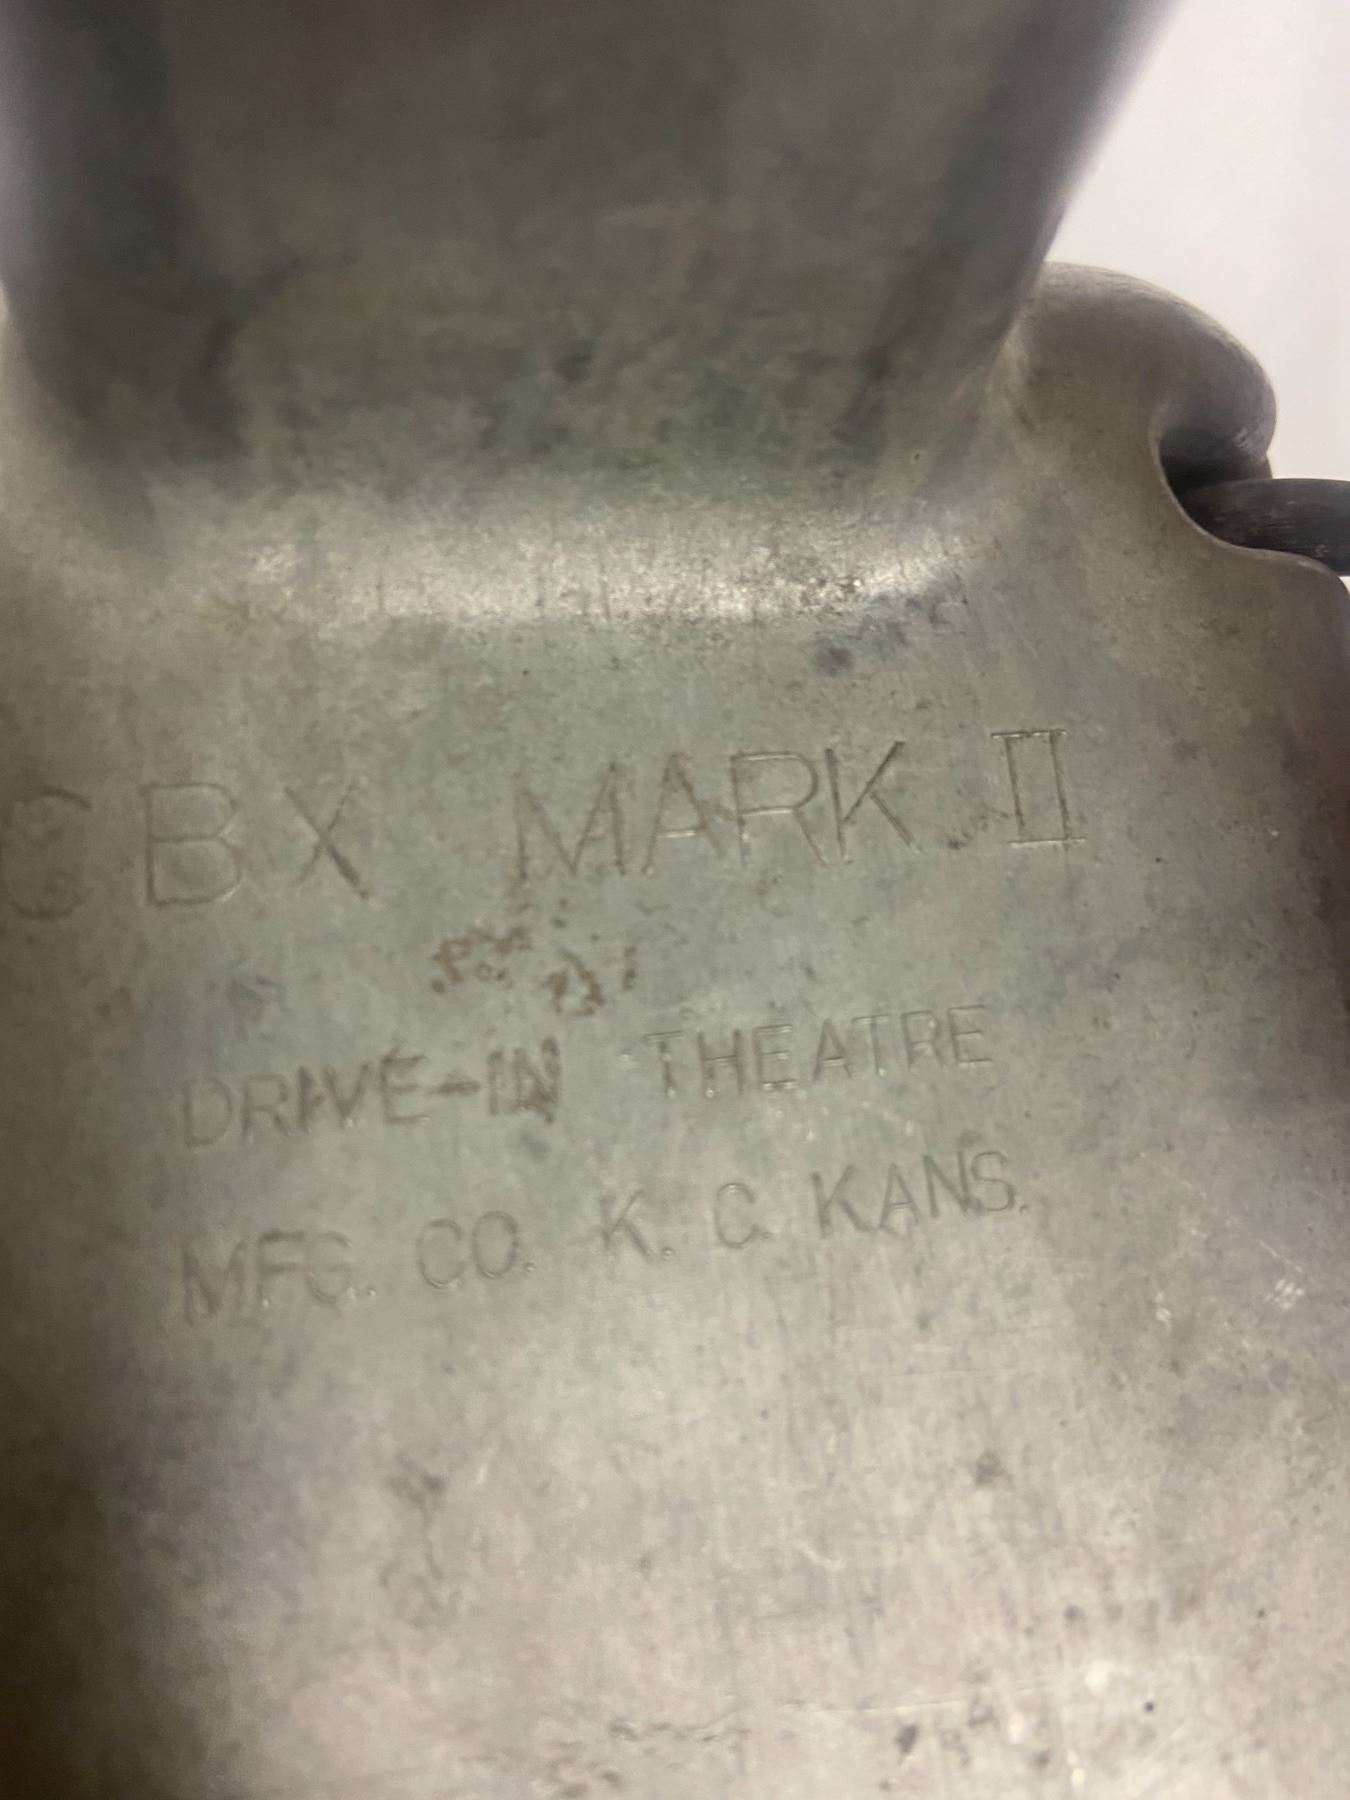 CBX MARK II
DRIVE-IN THEATRE
MFG. CO. K. C. KANS.